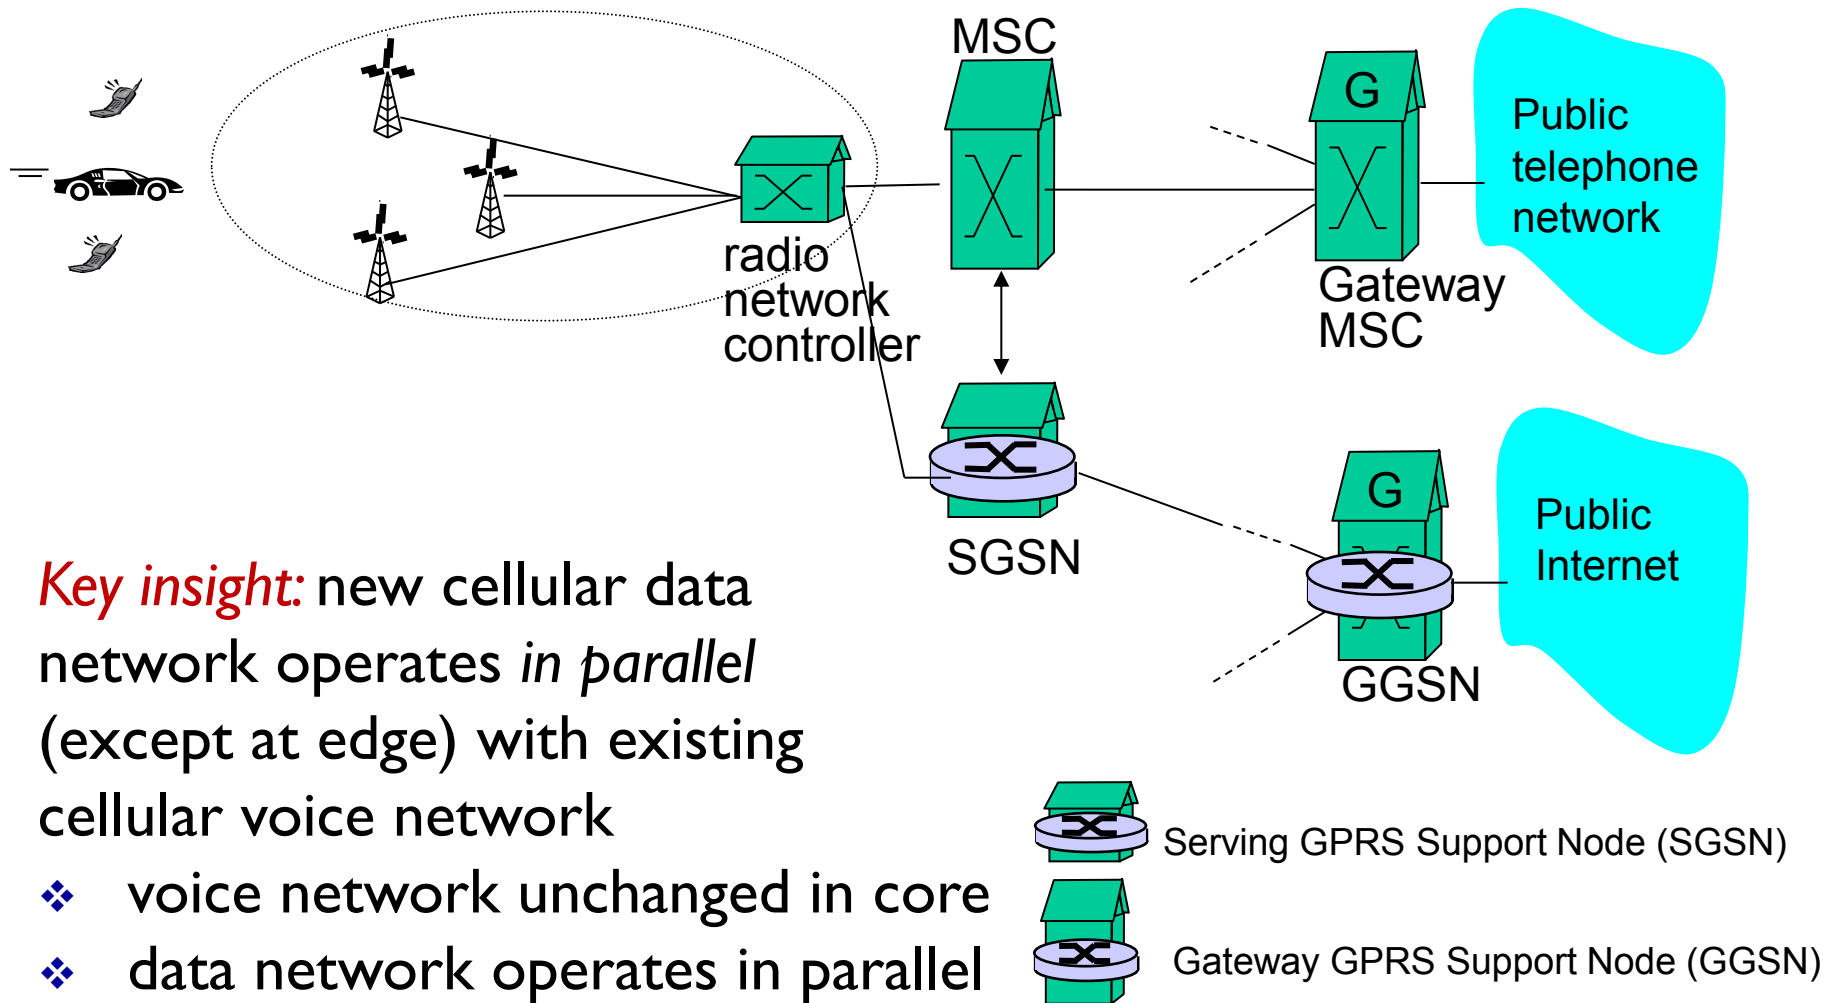 MSC
G
Public
telephone
network
radio
network
controller
Gateway
MSC
SGSN
G
Public
Internet
GGSN
Key insight: new cellular data
network operates in parallel
(except at edge) with existing
cellular voice network
❖ voice network unchanged in core
❖ data network operates in parallel
Serving GPRS Support Node (SGSN)
Gateway GPRS Support Node (GGSN)